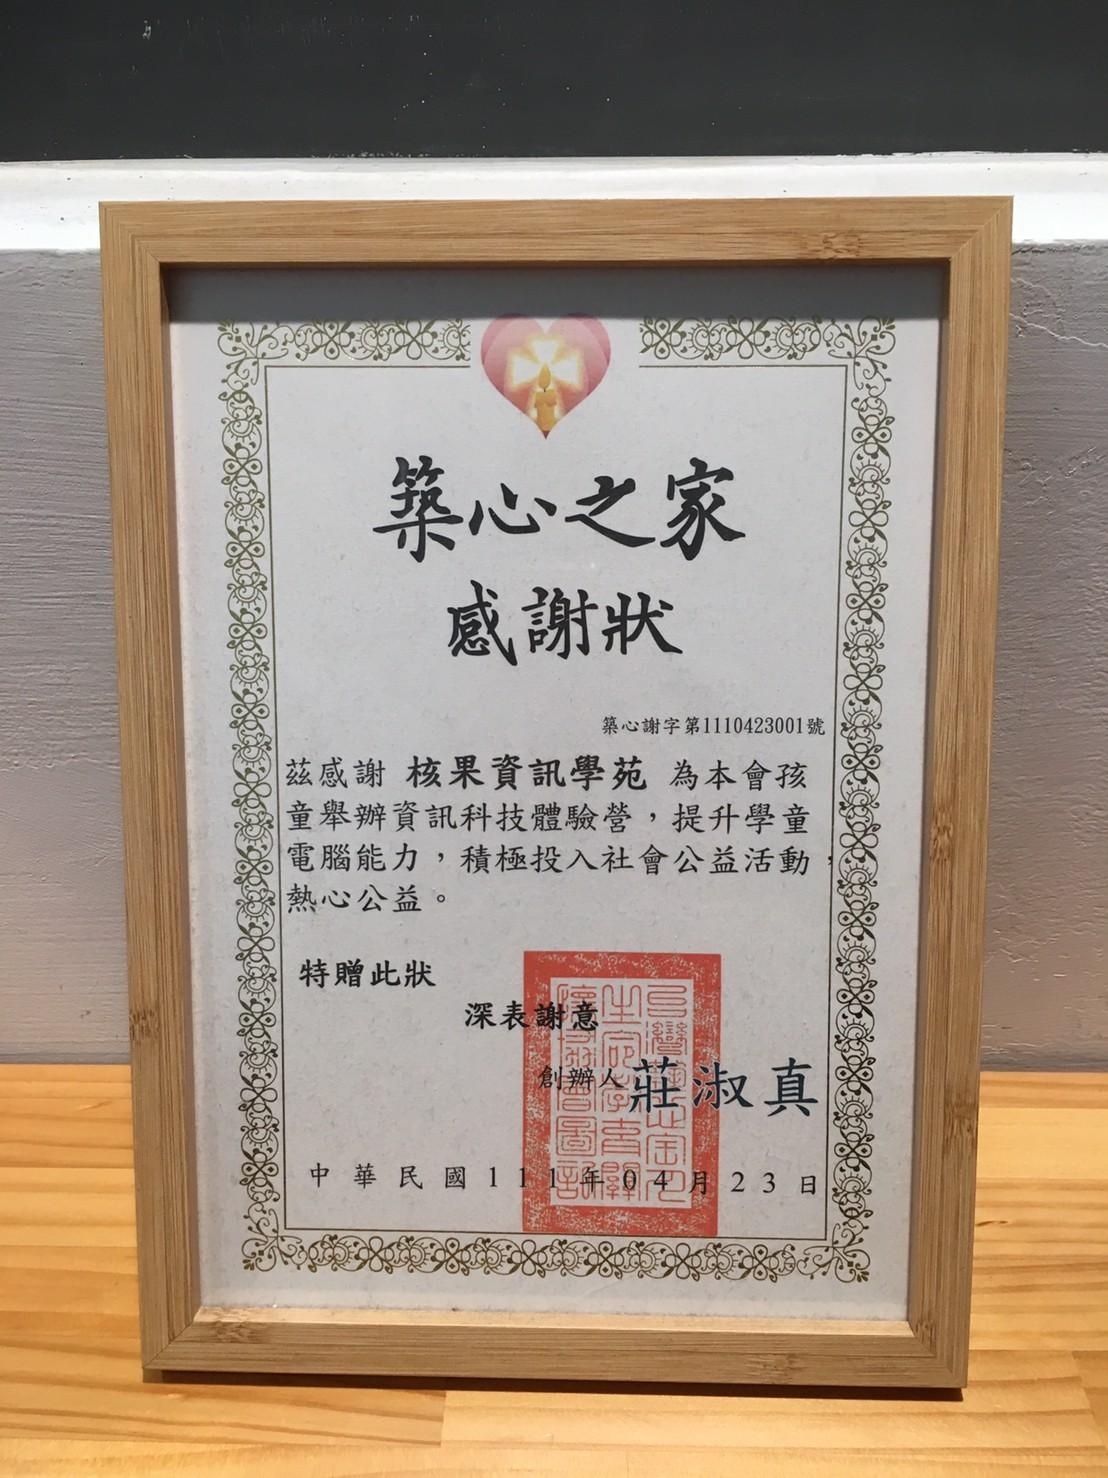 築心之家
感謝狀
築心謝字第1110423001號
茲感謝 核果資訊學苑 為本會孩
童舉辦資訊科技體驗營，提升學童
電腦能力，積極投入社會公益活動，
熱心公益。
特贈此狀
深表謝意
創辦人莊淑真
中華民國111年04月23日